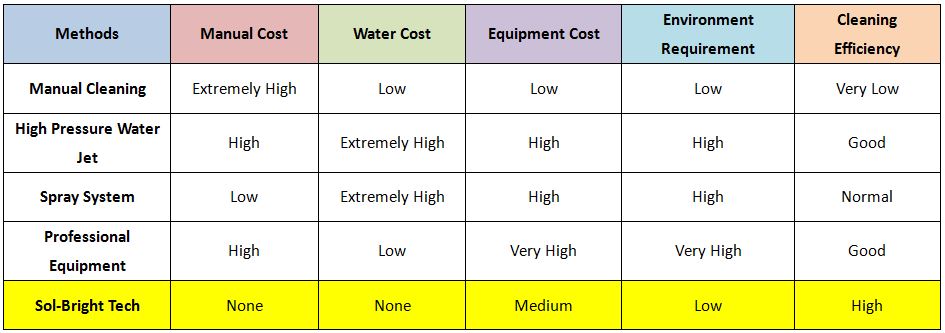 Methods Manual Cost Water Cost Equipment Cost Environment Requirement Cleaning Efficiency
Manual Cleaning Extremely High Low Low Low Very Low
High Pressure Water Jet High Extremely High High High Good
Spray System Low Extremely High High High Normal
Professional Equipment High Low Very High Very High Good
Sol-Bright Tech None None Medium Low High